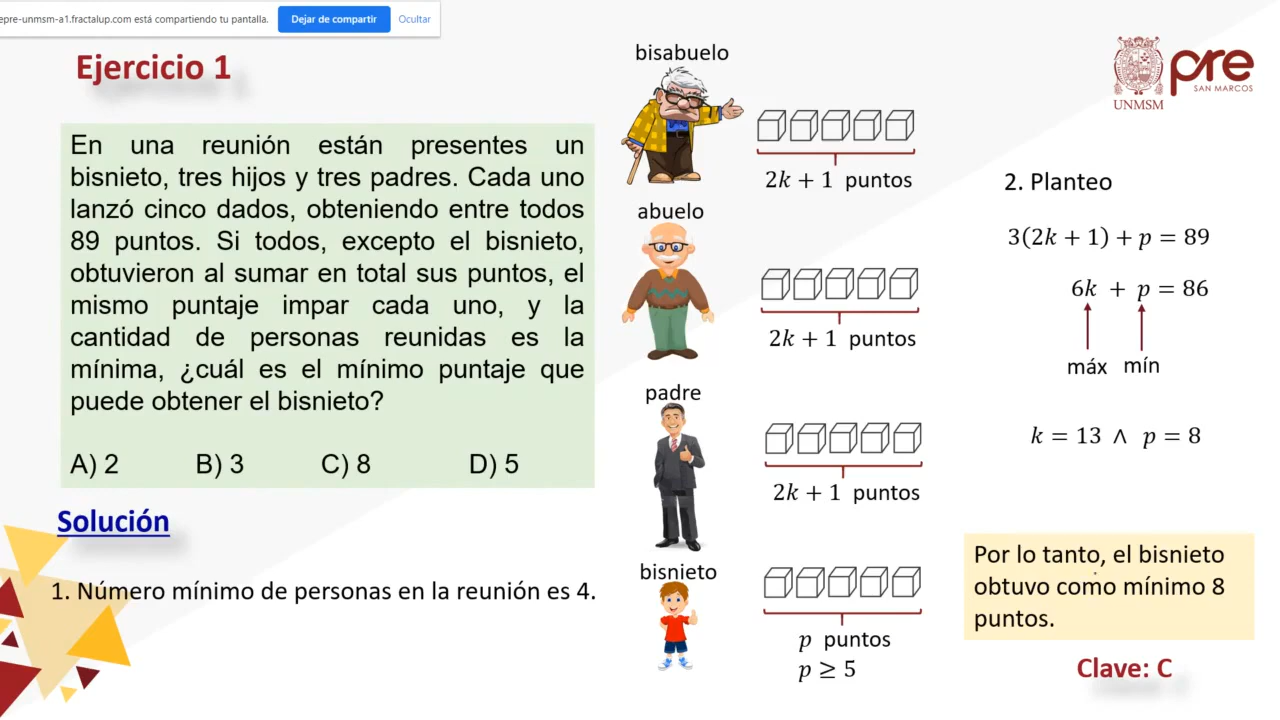 epre-unmsm-a1.fractalup.com está compartiendo tu pantalla.
Dejar de compartir
Ocultar
Ejercicio 1
En una reunión están presentes un
bisnieto, tres hijos y tres padres. Cada uno
lanzó cinco dados, obteniendo entre todos
89 puntos. Si todos, excepto el bisnieto,
obtuvieron al sumar en total sus puntos, el
mismo puntaje impar cada uno, y la
cantidad de personas reunidas es la
mínima, ¿cuál es el mínimo puntaje que
puede obtener el bisnieto?
A) 2 B) 3 C) 8 D) 5
Solución
1. Número mínimo de personas en la reunión es 4.
bisabuelo
2k + 1 puntos
abuelo
2k + 1 puntos
padre
2k + 1 puntos
bisnieto
p puntos
p ≥ 5
UNMSM
pre
SAN MARCOS
2. Planteo
3(2k + 1) + p = 89
6k + p = 86
máx mín
k = 13 ∧ p = 8
Por lo tanto, el bisnieto
obtuvo como mínimo 8
puntos.
Clave: C